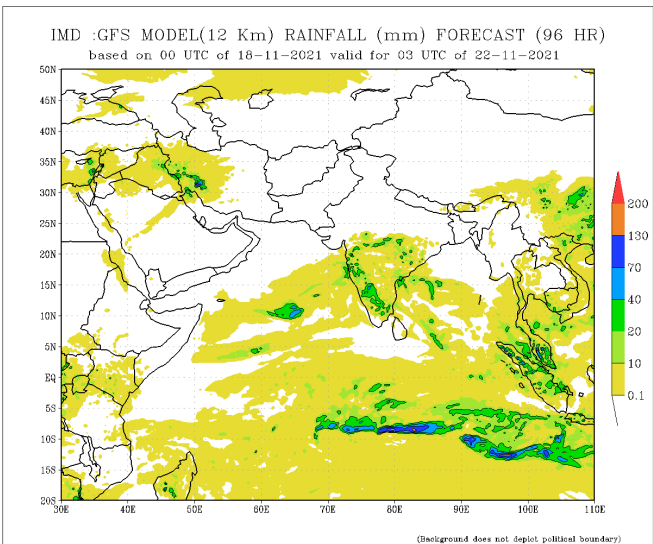 IMD :GFS MODEL(12 Km) RAINFALL (mm) FORECAST (96 HR)
based on 00 UTC of 18-11-2021 valid for 03 UTC of 22-11-2021
50N
45N
40N
35N
30N
25N
20N
15N
10N
5N
EQ
5S
10S
15S
20S
30E 40E 50E 60E 70E 80E 90E 100E 110E
200
130
70
40
20
10
0.1
(Background does not depict political boundary)